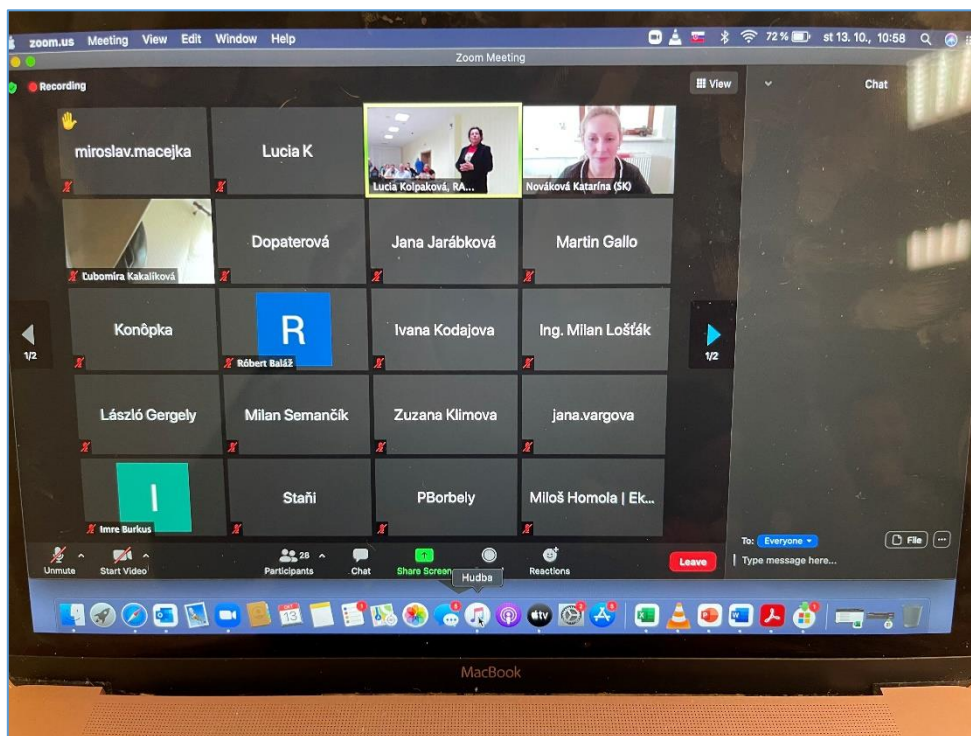 zoom.us Meeting View Edit Window Help 72 % st 13. 10., 10:58
Zoom Meeting
Recording View Chat
miroslav.macejka Lucia K Lucia Kolpaková, RA... Nováková Katarína (SK)
Ľubomíra Kakalíková Dopaterová Jana Jarábková Martin Gallo
Konôpka R Róbert Baláž Ivana Kodajova Ing. Milan Lošťák
1/2 1/2
László Gergely Milan Semančík Zuzana Klimova jana.vargova
I Imre Burkus Staňi PBorbely Miloš Homola | Ek...
To: Everyone File
Unmute Start Video 28 Participants Chat Share Screen Reactions Leave Type message here...
Hudba
OKT 13 tv
MacBook